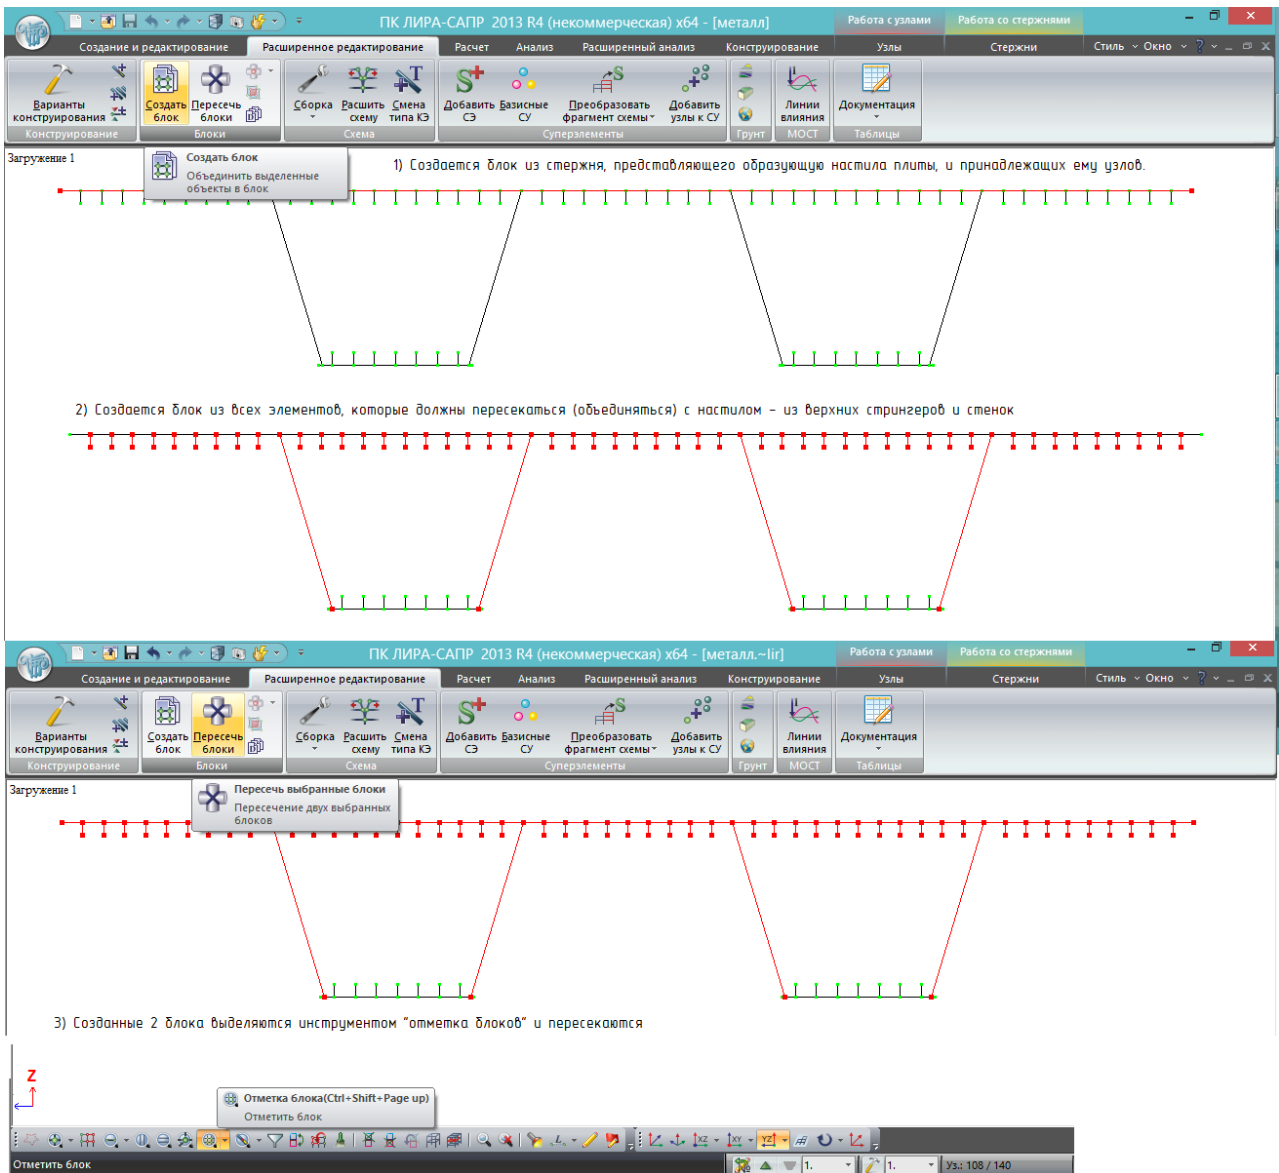 ПК ЛИРА-САПР 2013 R4 (некоммерческая) x64 - [металл]
Работа с узлами
Работа со стержнями
Создание и редактирование
Расширенное редактирование
Расчет
Анализ
Расширенный анализ
Конструирование
Узлы
Стержни
Стиль
Окно
Варианты конструирования
Создать блок
Пересечь блоки
Сборка
Расшить схему
Смена типа КЭ
Добавить СЭ
Базисные СУ
Преобразовать фрагмент схемы
Добавить узлы к СУ
Линии влияния
Документация
Конструирование
Блоки
Схема
Суперэлементы
Грунт
МОСТ
Таблицы
Загружение 1
Создать блок
Объединить выделенные
объекты в блок
1) Создается блок из стержня, представляющего образующую настила плиты, и принадлежащих ему узлов.
2) Создается блок из всех элементов, которые должны пересекаться (объединяться) с настилом – из верхних стрингеров и стенок
ПК ЛИРА-САПР 2013 R4 (некоммерческая) x64 - [металл.~lir]
Работа с узлами
Работа со стержнями
Создание и редактирование
Расширенное редактирование
Расчет
Анализ
Расширенный анализ
Конструирование
Узлы
Стержни
Стиль
Окно
Варианты конструирования
Создать блок
Пересечь блоки
Сборка
Расшить схему
Смена типа КЭ
Добавить СЭ
Базисные СУ
Преобразовать фрагмент схемы
Добавить узлы к СУ
Линии влияния
Документация
Конструирование
Блоки
Схема
Суперэлементы
Грунт
МОСТ
Таблицы
Загружение 1
Пересечь выбранные блоки
Пересечение двух выбранных
блоков
3) Созданные 2 блока выделяются инструментом "отметка блоков" и пересекаются
Z
Отметка блока(Ctrl+Shift+Page up)
Отметить блок
Отметить блок
1.
1.
Уз.: 108 / 140